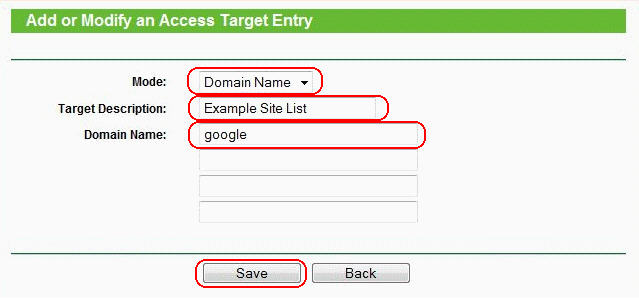 Add or Modify an Access Target Entry
Mode: Domain Name
Target Description: Example Site List
Domain Name: google
Save Back